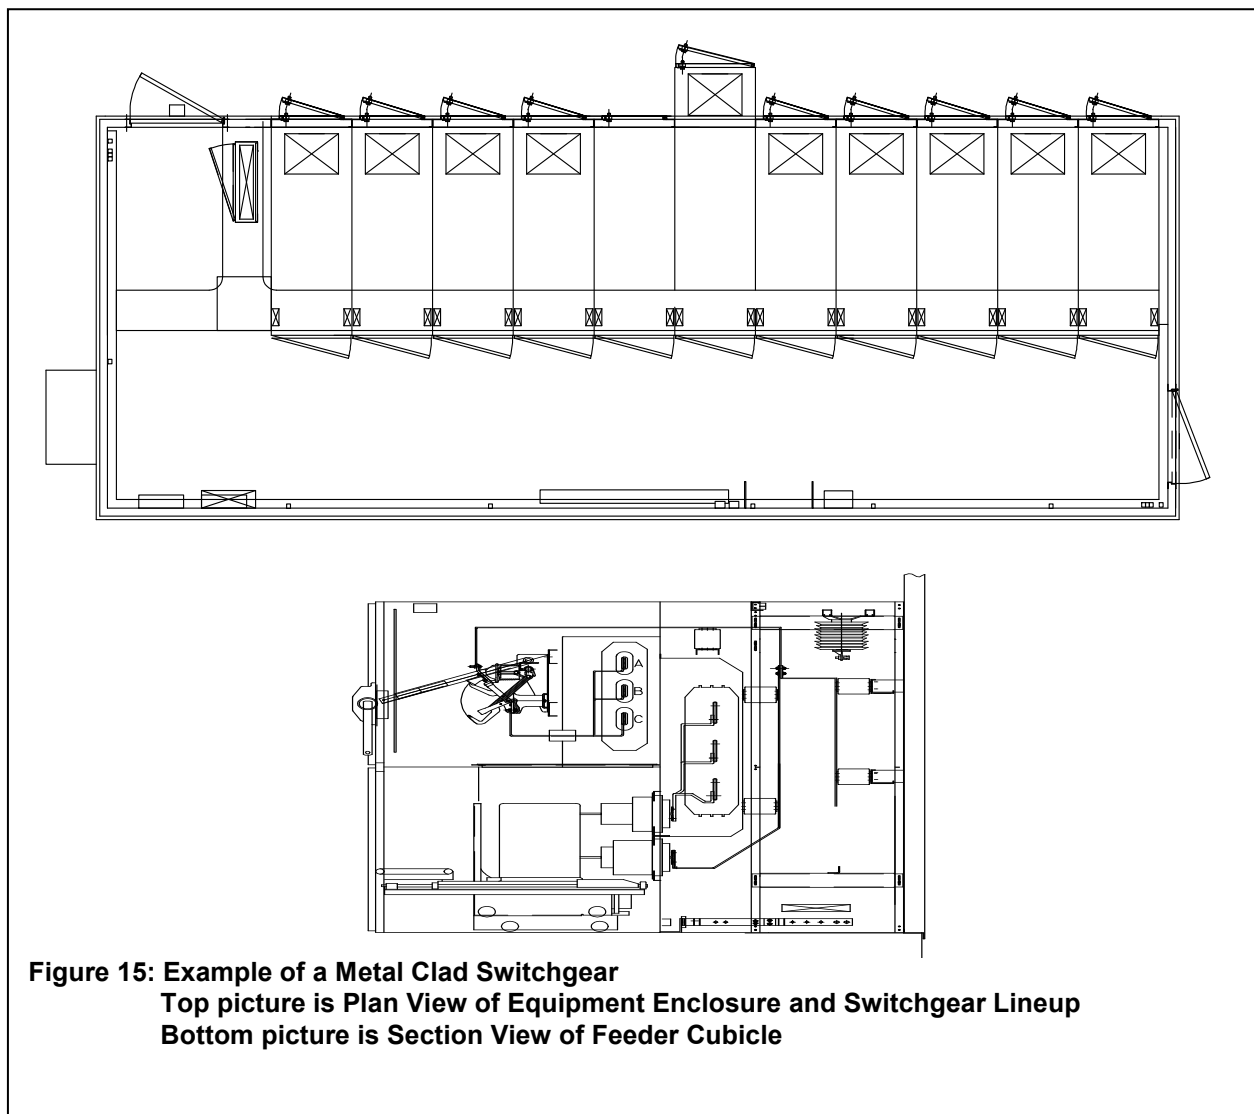 A
B
C
Figure 15: Example of a Metal Clad Switchgear
Top picture is Plan View of Equipment Enclosure and Switchgear Lineup
Bottom picture is Section View of Feeder Cubicle